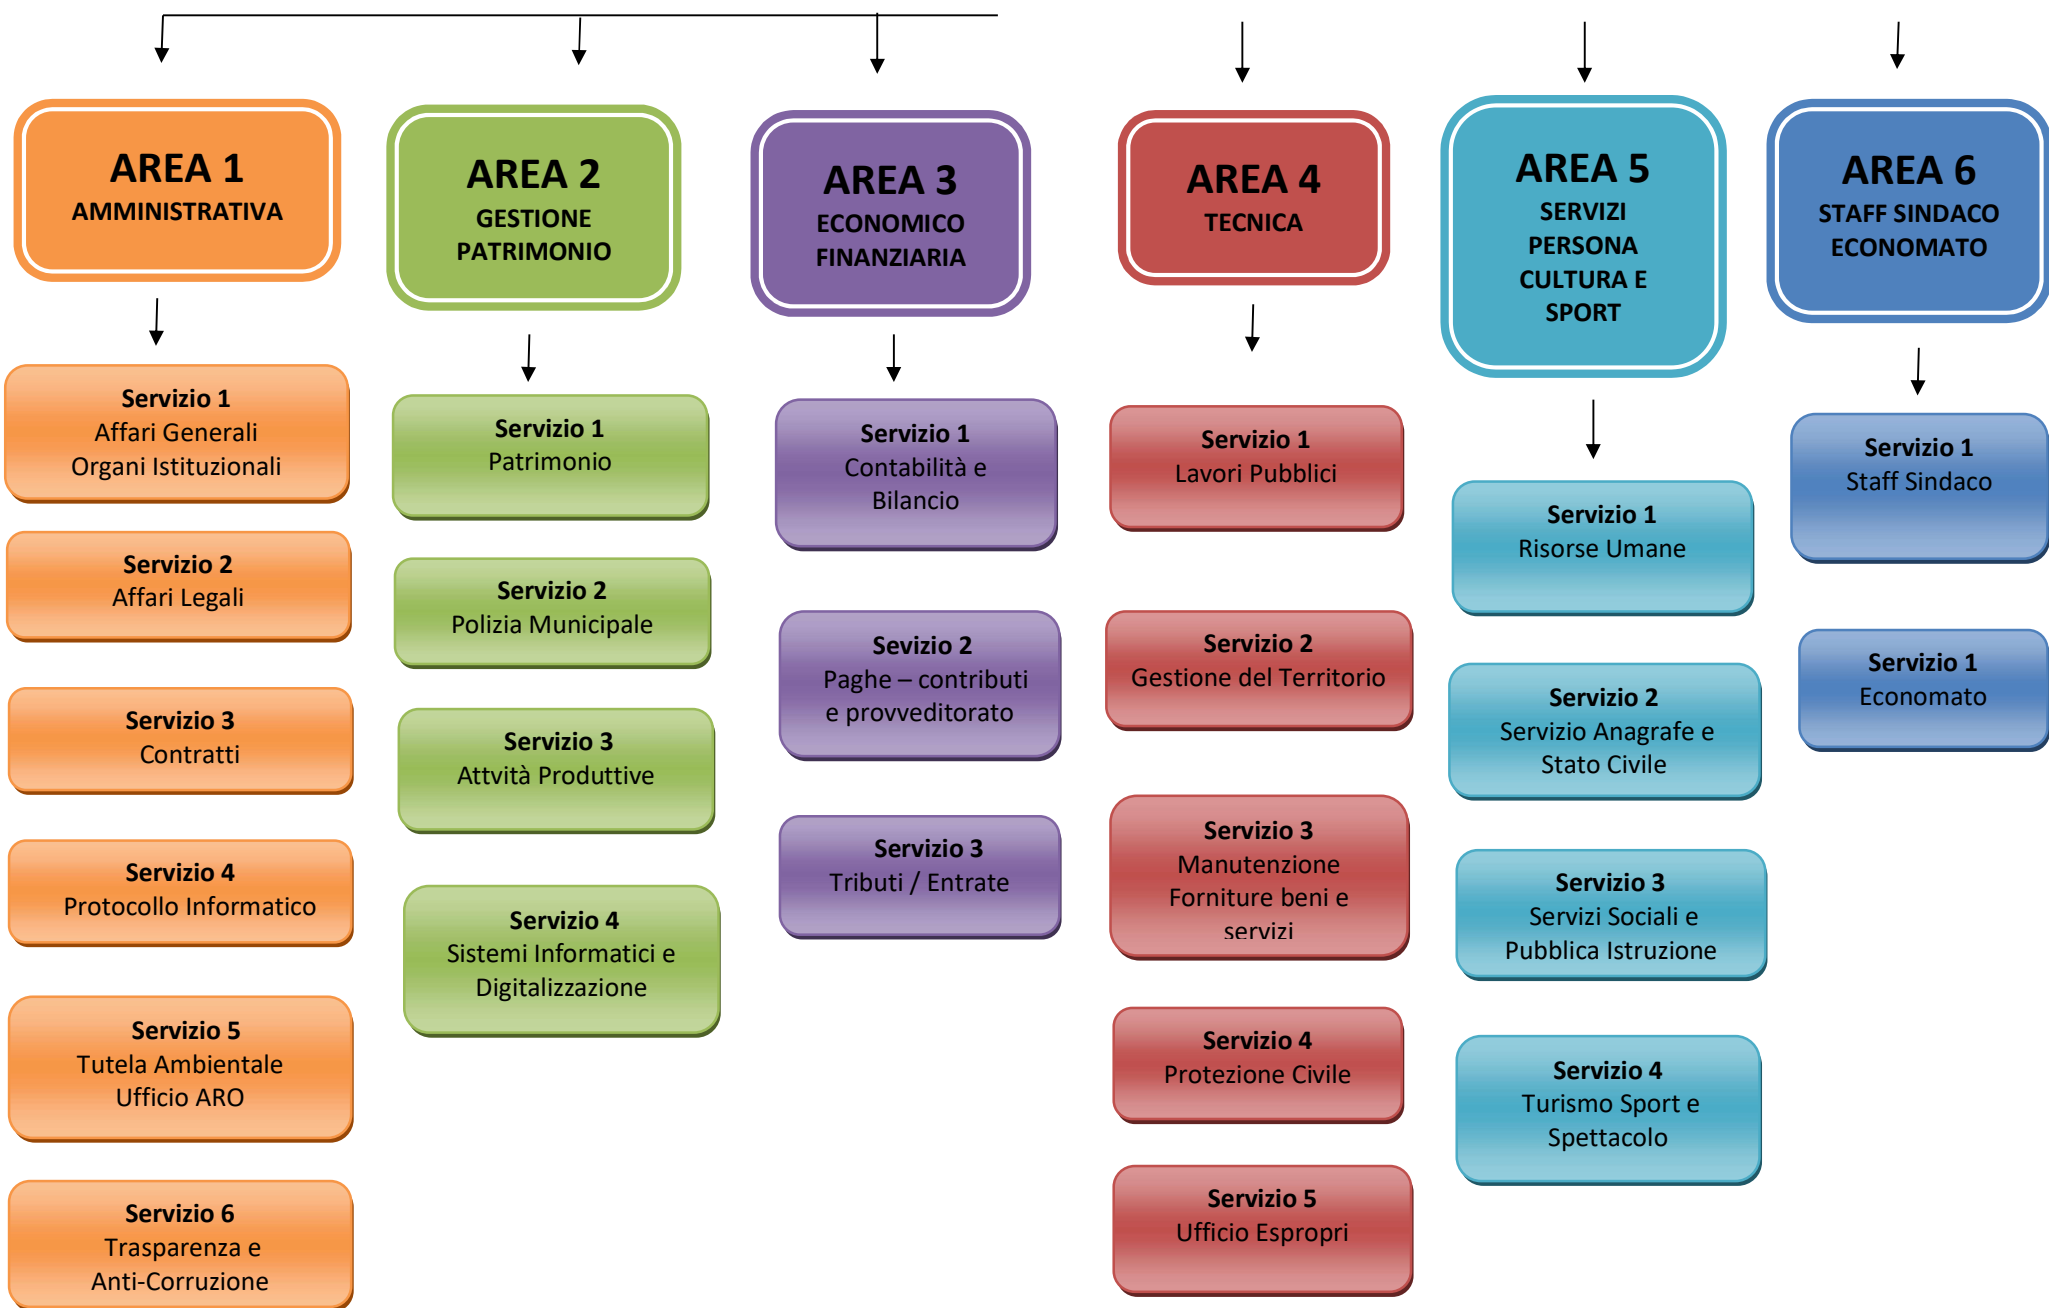 AREA 1
AMMINISTRATIVA
Servizio 1
Affari Generali
Organi Istituzionali
Servizio 2
Affari Legali
Servizio 3
Contratti
Servizio 4
Protocollo Informatico
Servizio 5
Tutela Ambientale
Ufficio ARO
Servizio 6
Trasparenza e
Anti-Corruzione
AREA 2
GESTIONE
PATRIMONIO
Servizio 1
Patrimonio
Servizio 2
Polizia Municipale
Servizio 3
Attvità Produttive
Servizio 4
Sistemi Informatici e
Digitalizzazione
AREA 3
ECONOMICO
FINANZIARIA
Servizio 1
Contabilità e
Bilancio
Sevizio 2
Paghe – contributi
e provveditorato
Servizio 3
Tributi / Entrate
AREA 4
TECNICA
Servizio 1
Lavori Pubblici
Servizio 2
Gestione del Territorio
Servizio 3
Manutenzione
Forniture beni e
servizi
Servizio 4
Protezione Civile
Servizio 5
Ufficio Espropri
AREA 5
SERVIZI
PERSONA
CULTURA E
SPORT
Servizio 1
Risorse Umane
Servizio 2
Servizio Anagrafe e
Stato Civile
Servizio 3
Servizi Sociali e
Pubblica Istruzione
Servizio 4
Turismo Sport e
Spettacolo
AREA 6
STAFF SINDACO
ECONOMATO
Servizio 1
Staff Sindaco
Servizio 1
Economato